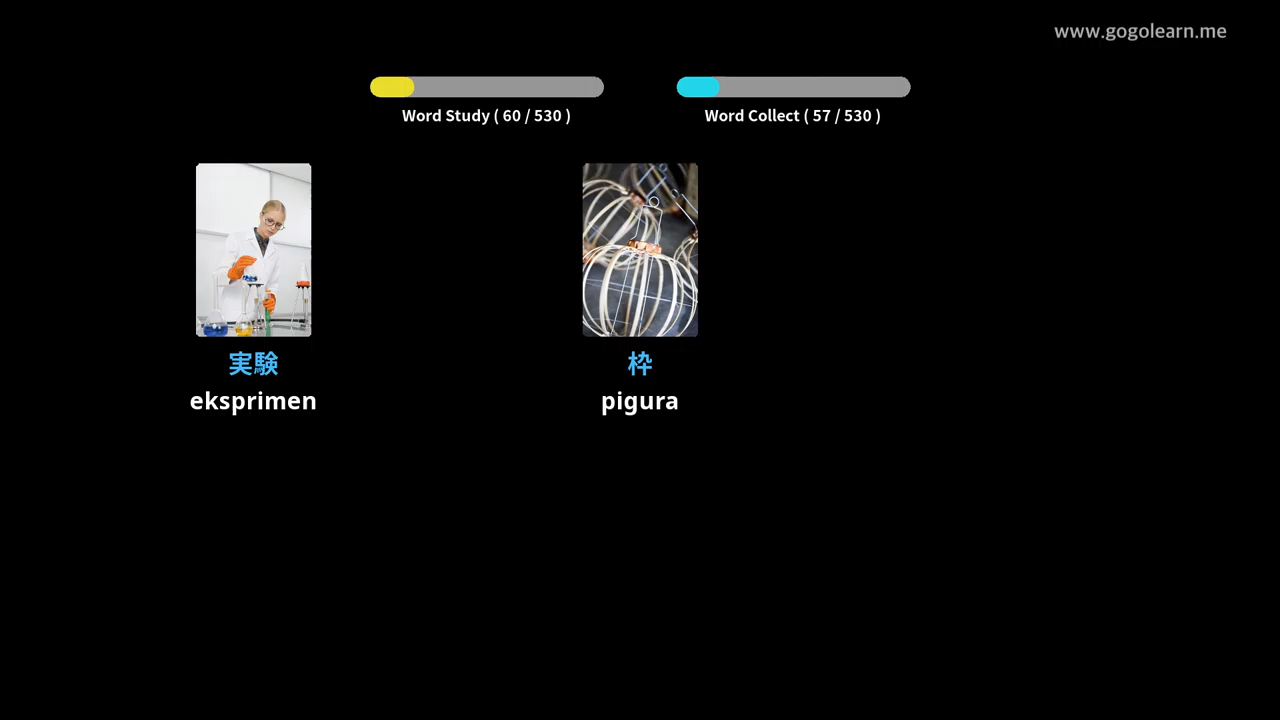 www.gogolearn.me
Word Study ( 60 / 530 )
Word Collect ( 57 / 530 )
実験
eksprimen
枠
pigura